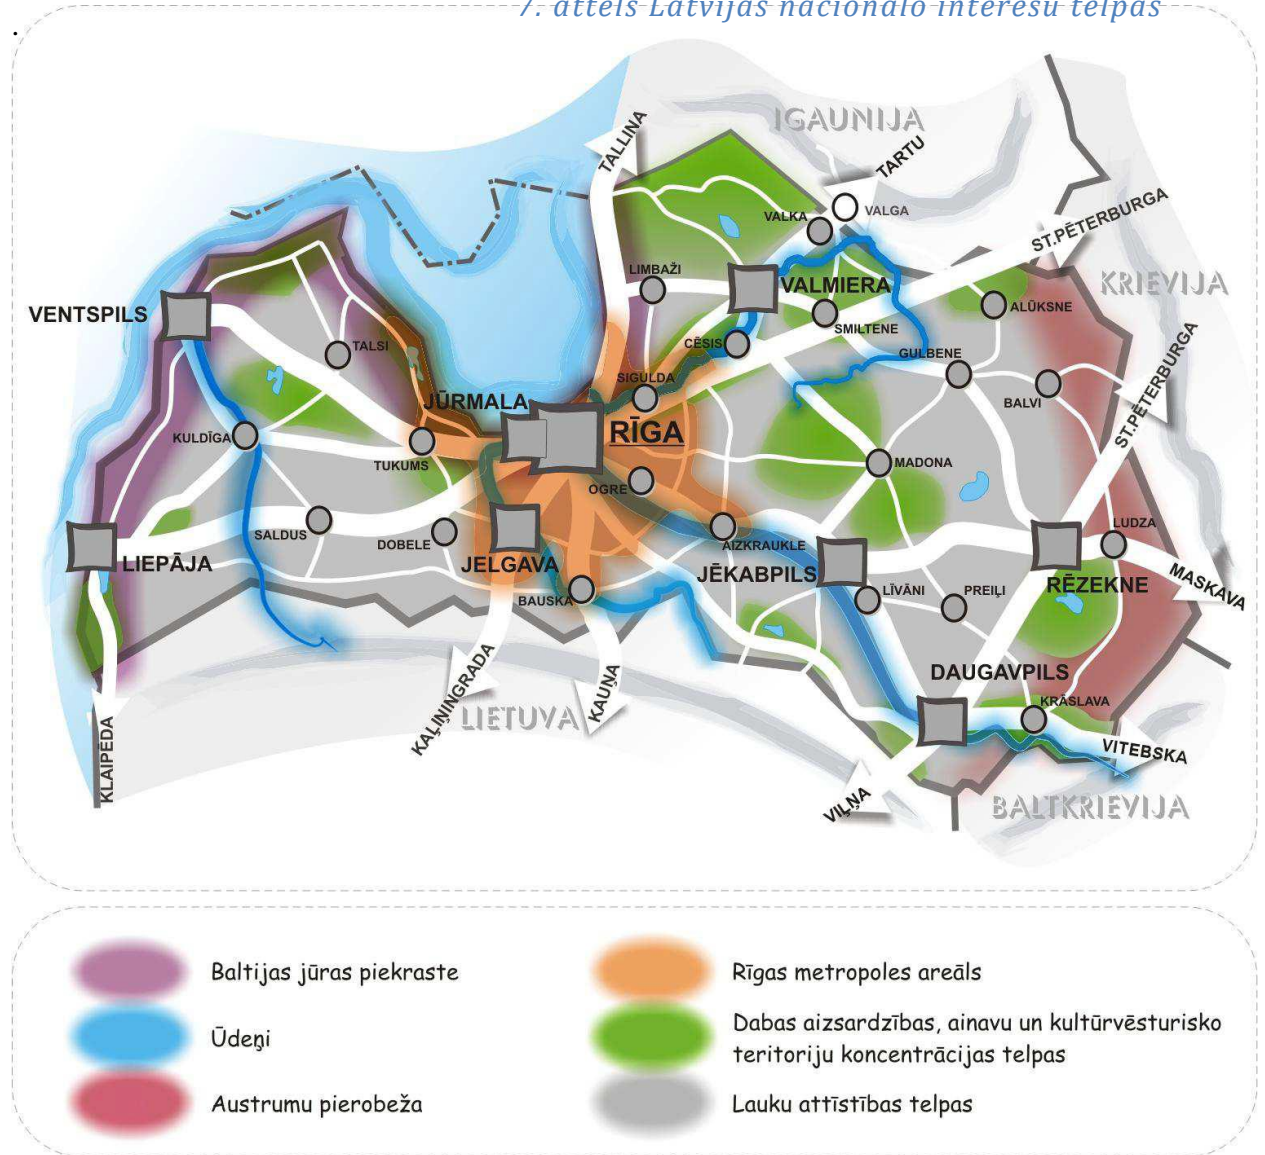 7. attēls Latvijas nacionālo interešu telpas
.
IGAUNIJA
TALLINA
TARTU
VALKA
VALGA
ST.PĒTERBURGA
KRIEVIJA
LIMBAŽI
VALMIERA
ALŪKSNE
VENTSPILS
SMILTENE
TALSI
CĒSIS
GULBENE
ST.PĒTERBURGA
SIGULDA
BALVI
JŪRMALA
RĪGA
KULDĪGA
TUKUMS
MADONA
OGRE
SALDUS
DOBELE
AIZKRAUKLE
LUDZA
LIEPĀJA
JELGAVA
JĒKABPILS
RĒZEKNE
MASKAVA
BAUSKA
LĪVĀNI
PREIĻI
KAĻIŅINGRADA
KAUŅA
DAUGAVPILS
KRĀSLAVA
LIETUVA
KLAIPĒDA
VITEBSKA
VIĻŅA
BALTKRIEVIJA
Baltijas jūras piekraste
Ūdeņi
Austrumu pierobeža
Rīgas metropoles areāls
Dabas aizsardzības, ainavu un kultūrvēsturisko
teritoriju koncentrācijas telpas
Lauku attīstības telpas